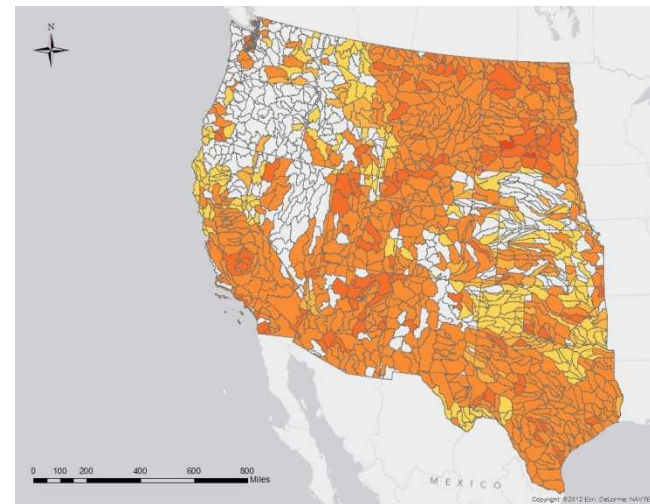 N
0 100 200 400 600 800
Miles
MEXICO
Copyright: ©2012 Esri, DeLorme, NAVTE